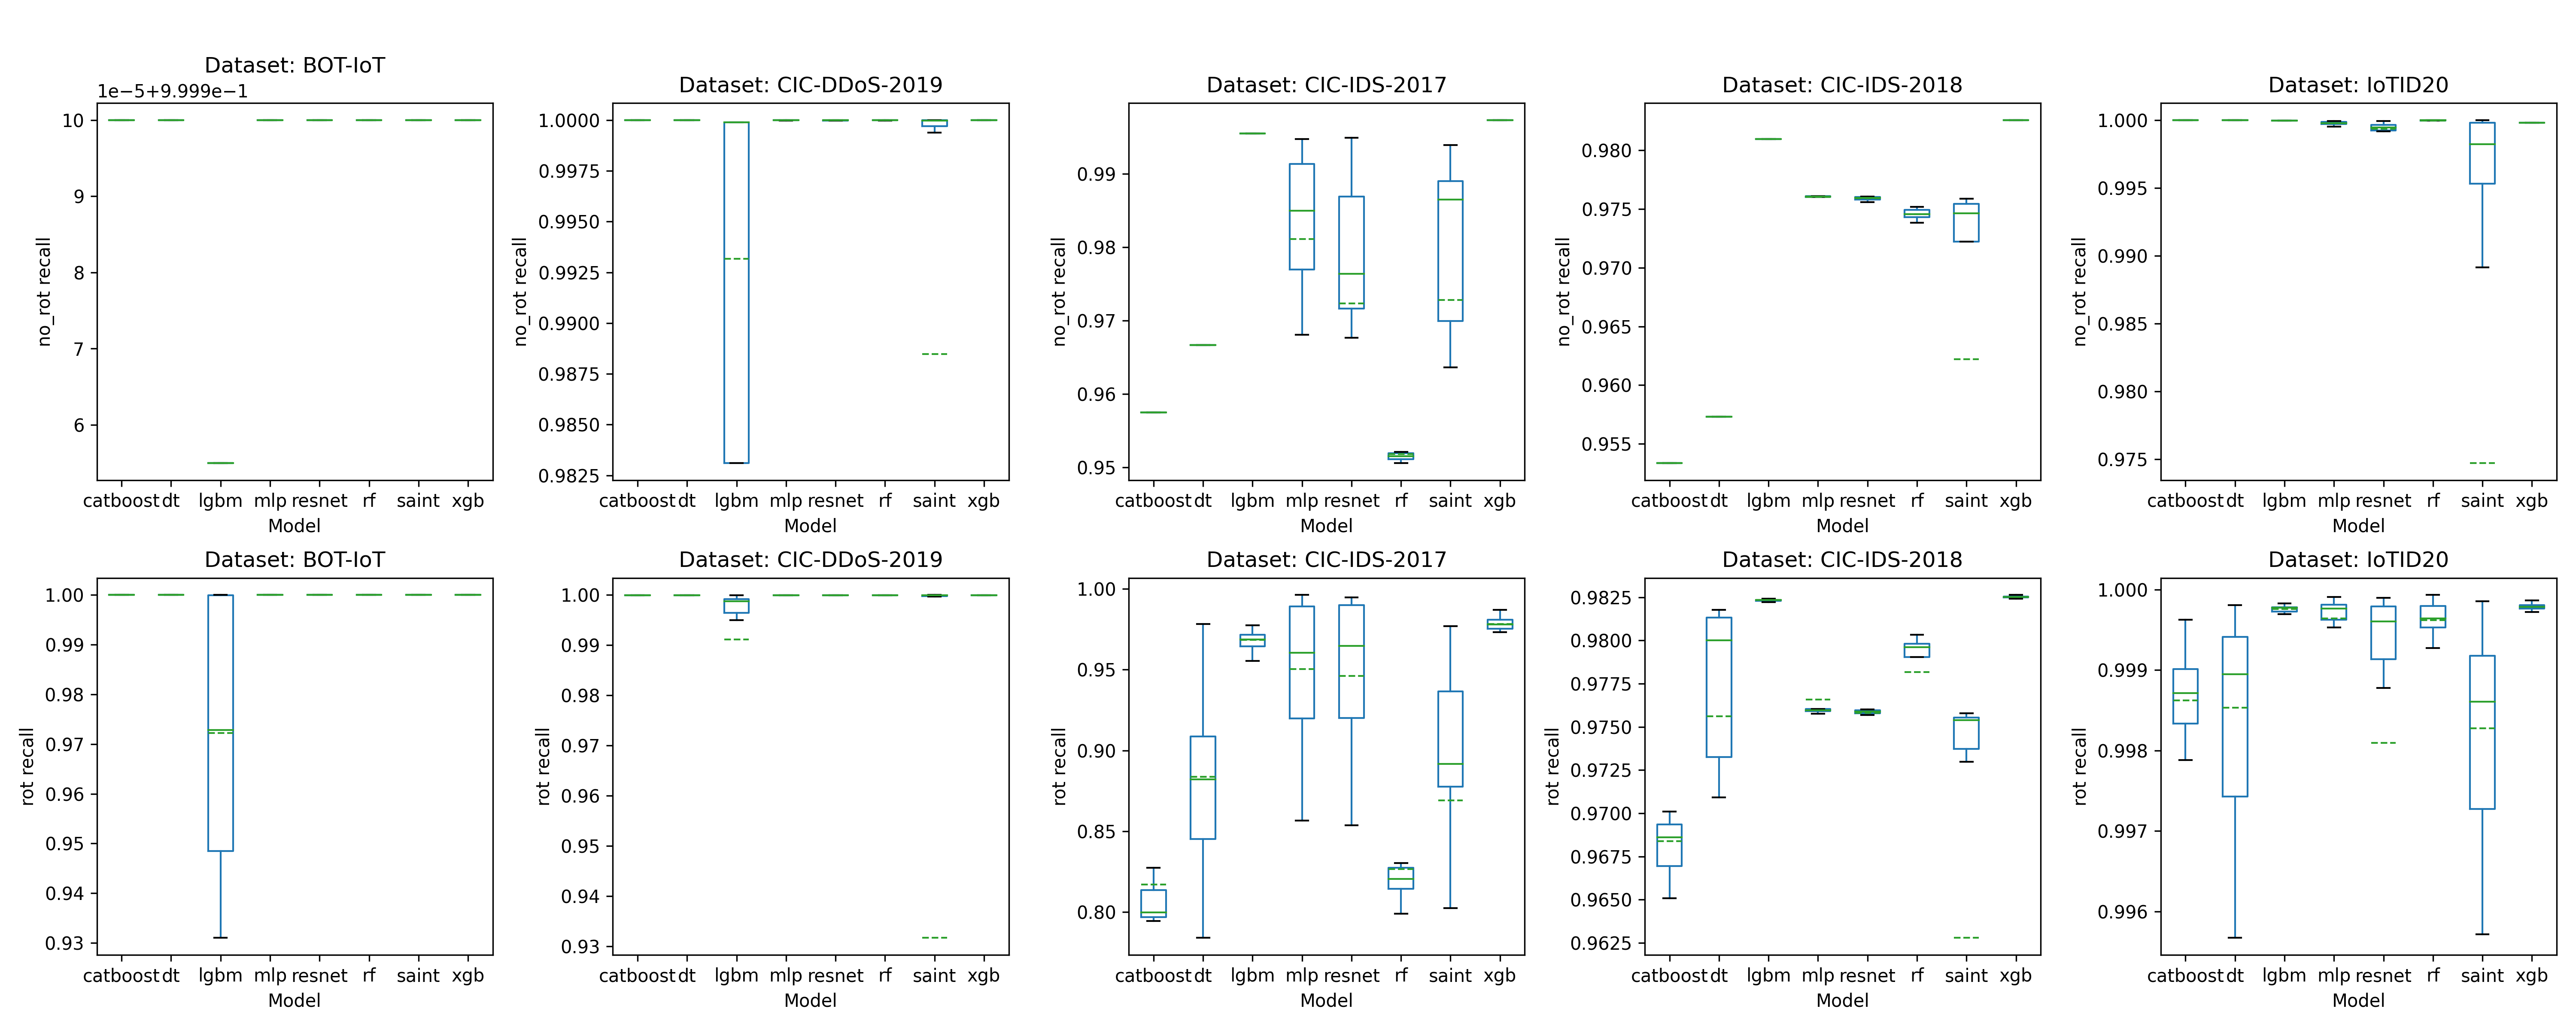 Dataset: BOT-IoT
1e−5+9.999e−1
10
9
8
7
6
no_rot recall
catboost dt lgbm mlp resnet rf saint xgb
Model
Dataset: CIC-DDoS-2019
1.0000
0.9975
0.9950
0.9925
0.9900
0.9875
0.9850
0.9825
no_rot recall
catboost dt lgbm mlp resnet rf saint xgb
Model
Dataset: CIC-IDS-2017
0.99
0.98
0.97
0.96
0.95
no_rot recall
catboost dt lgbm mlp resnet rf saint xgb
Model
Dataset: CIC-IDS-2018
0.980
0.975
0.970
0.965
0.960
0.955
no_rot recall
catboost dt lgbm mlp resnet rf saint xgb
Model
Dataset: IoTID20
1.000
0.995
0.990
0.985
0.980
0.975
no_rot recall
catboost dt lgbm mlp resnet rf saint xgb
Model
Dataset: BOT-IoT
1.00
0.99
0.98
0.97
0.96
0.95
0.94
0.93
rot recall
catboost dt lgbm mlp resnet rf saint xgb
Model
Dataset: CIC-DDoS-2019
1.00
0.99
0.98
0.97
0.96
0.95
0.94
0.93
rot recall
catboost dt lgbm mlp resnet rf saint xgb
Model
Dataset: CIC-IDS-2017
1.00
0.95
0.90
0.85
0.80
rot recall
catboost dt lgbm mlp resnet rf saint xgb
Model
Dataset: CIC-IDS-2018
0.9825
0.9800
0.9775
0.9750
0.9725
0.9700
0.9675
0.9650
0.9625
rot recall
catboost dt lgbm mlp resnet rf saint xgb
Model
Dataset: IoTID20
1.000
0.999
0.998
0.997
0.996
rot recall
catboost dt lgbm mlp resnet rf saint xgb
Model